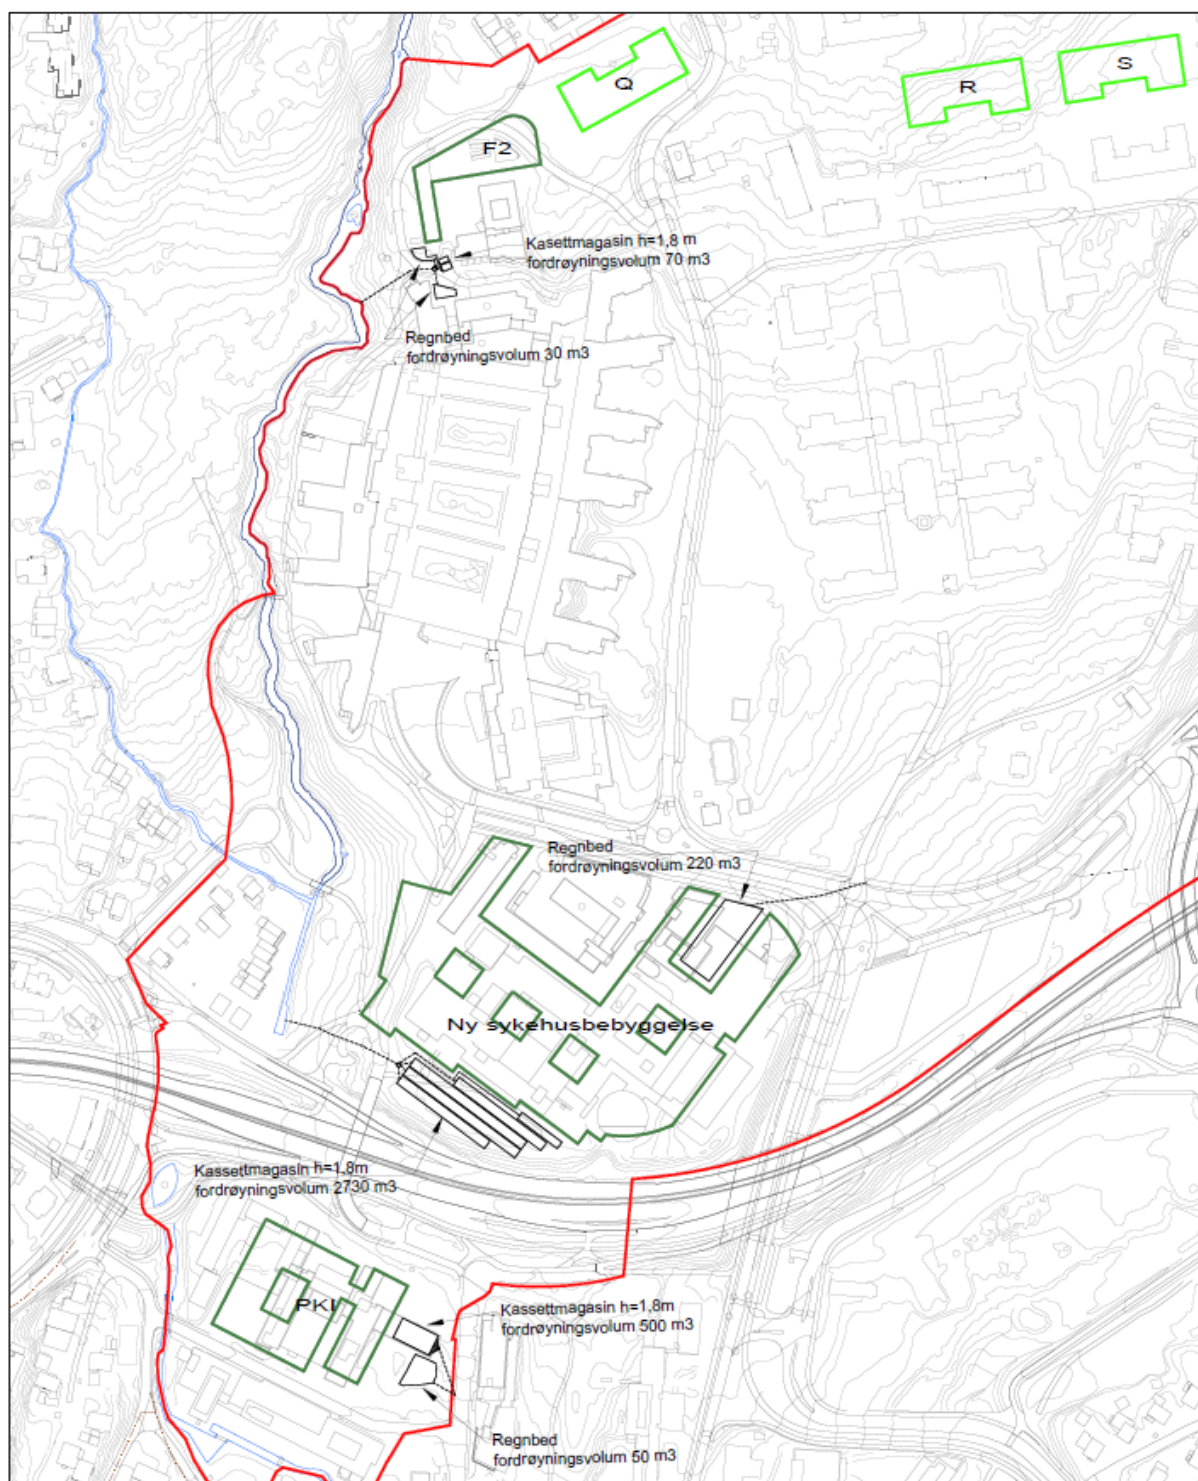 Q
R
S
F2
Kasettmagasin h=1,8 m
fordrøyningsvolum 70 m3
Regnbed
fordrøyningsvolum 30 m3
Regnbed
fordrøyningsvolum 220 m3
Ny sykehusbebyggelse
Kassettmagasin h=1,8m
fordrøyningsvolum 2730 m3
PKI
Kassettmagasin h=1,8m
fordrøyningsvolum 500 m3
Regnbed
fordrøyningsvolum 50 m3